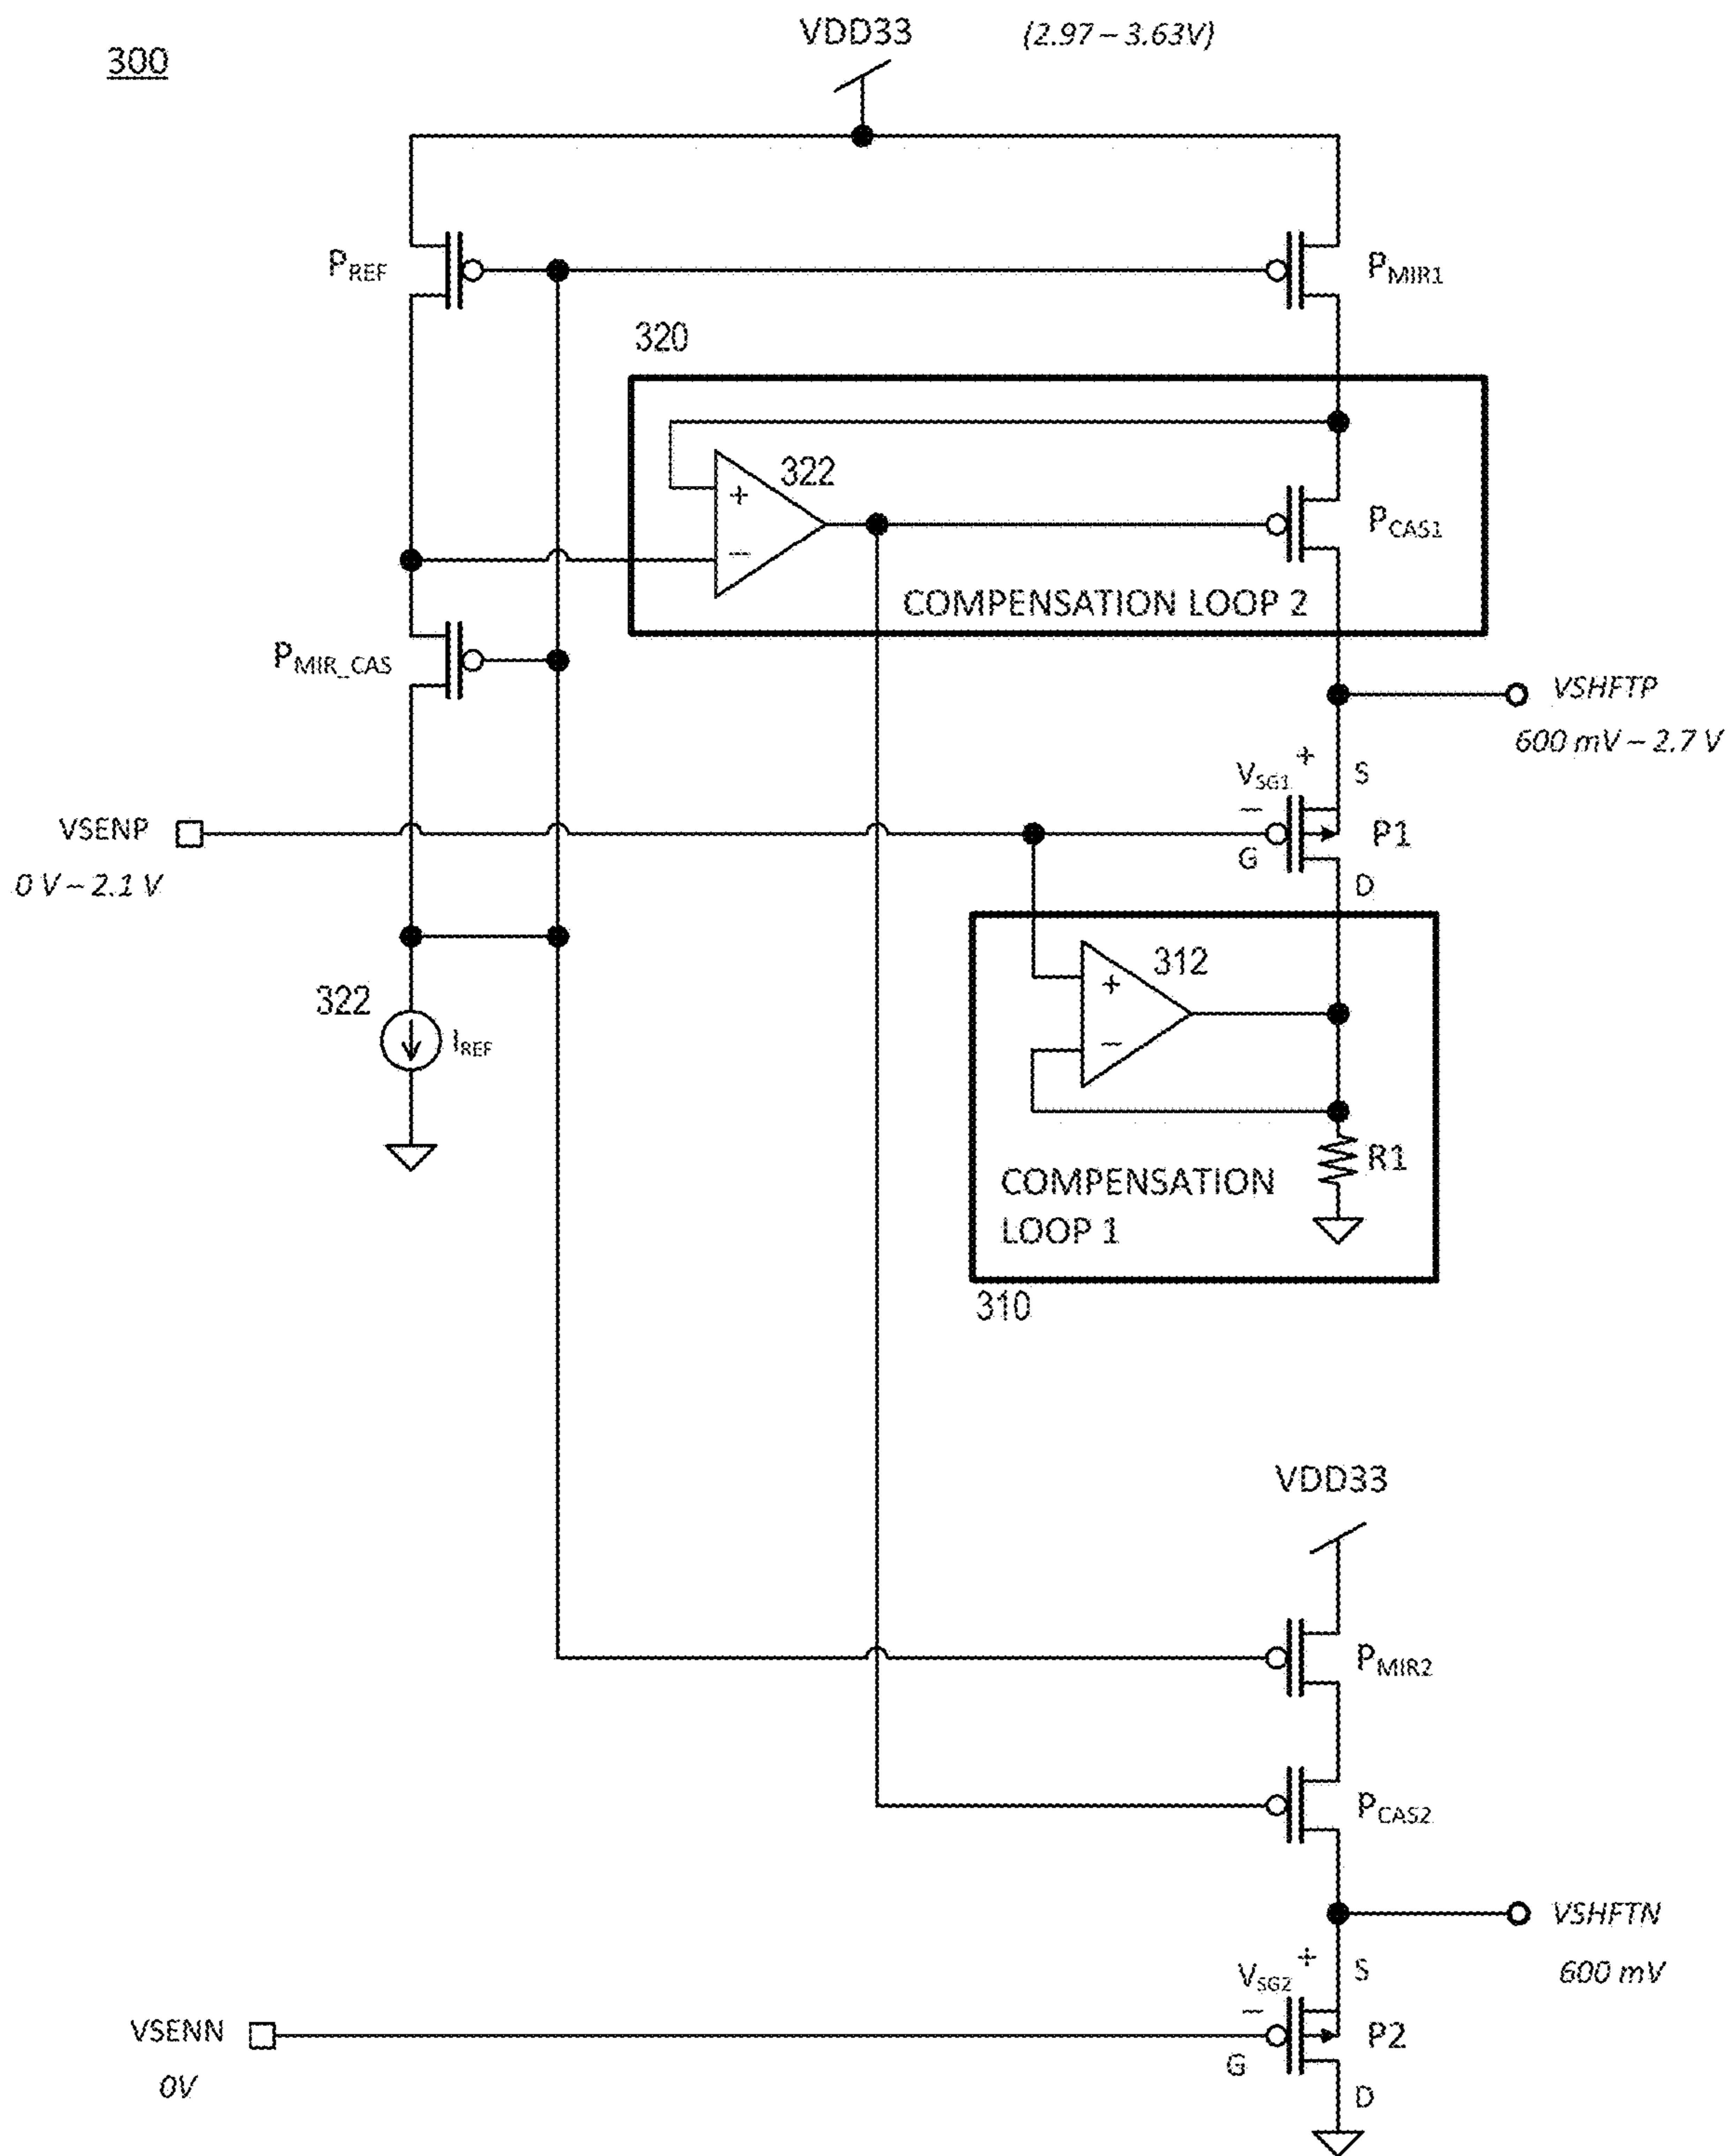 300
VDD33 (2.97 – 3.63V)
PREF
PMIR1
320
322
+
–
PCAS1
COMPENSATION LOOP 2
PMIR_CAS
VSHFTP
600 mV – 2.7 V
VSG1 + S
–
VSENP
G
P1
0 V – 2.1 V
D
312
+
–
322
IREF
R1
COMPENSATION
LOOP 1
310
VDD33
PMIR2
PCAS2
VSHFTN
600 mV
VSG2 + S
–
VSENN
G
P2
0V
D